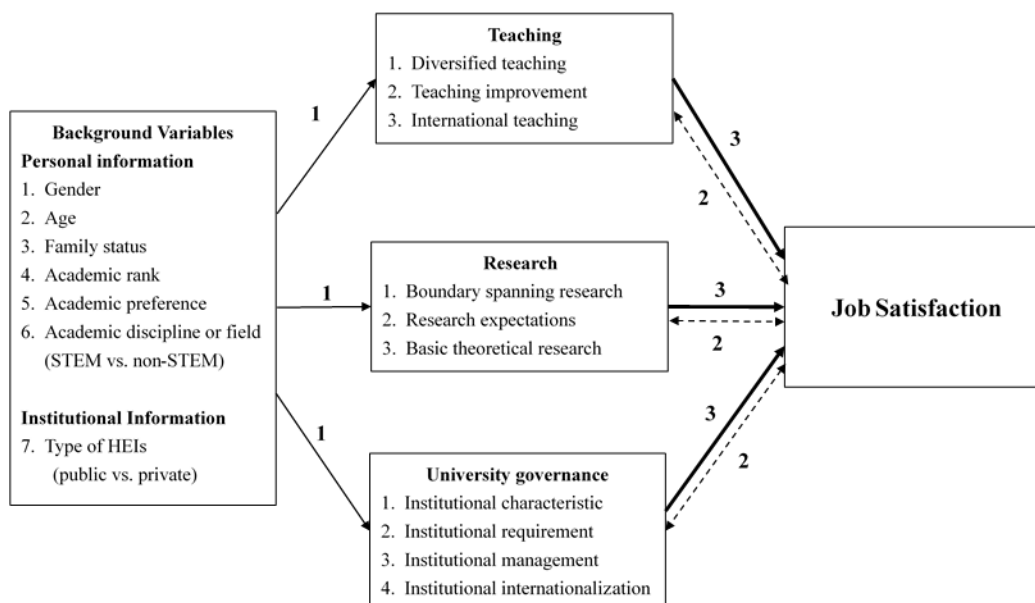 Background Variables
Personal information
1. Gender
2. Age
3. Family status
4. Academic rank
5. Academic preference
6. Academic discipline or field
(STEM vs. non-STEM)
Institutional Information
7. Type of HEIs
(public vs. private)
1
1
1
Teaching
1. Diversified teaching
2. Teaching improvement
3. International teaching
Research
1. Boundary spanning research
2. Research expectations
3. Basic theoretical research
University governance
1. Institutional characteristic
2. Institutional requirement
3. Institutional management
4. Institutional internationalization
3
2
3
2
3
2
Job Satisfaction